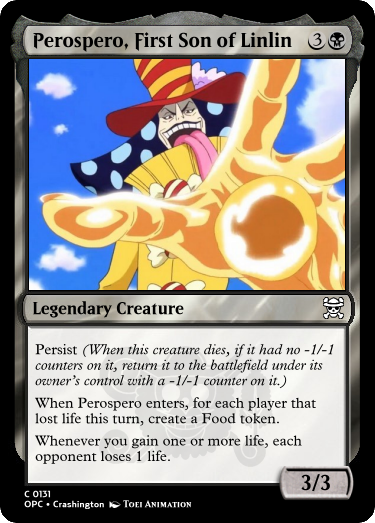 Perospero, First Son of Linlin 3
Legendary Creature
Persist (When this creature dies, if it had no -1/-1
counters on it, return it to the battlefield under its
owner's control with a -1/-1 counter on it.)
When Perospero enters, for each player that
lost life this turn, create a Food token.
Whenever you gain one or more life, each
opponent loses 1 life.
3/3
C 0131
OPC • Crashington TOEI ANIMATION